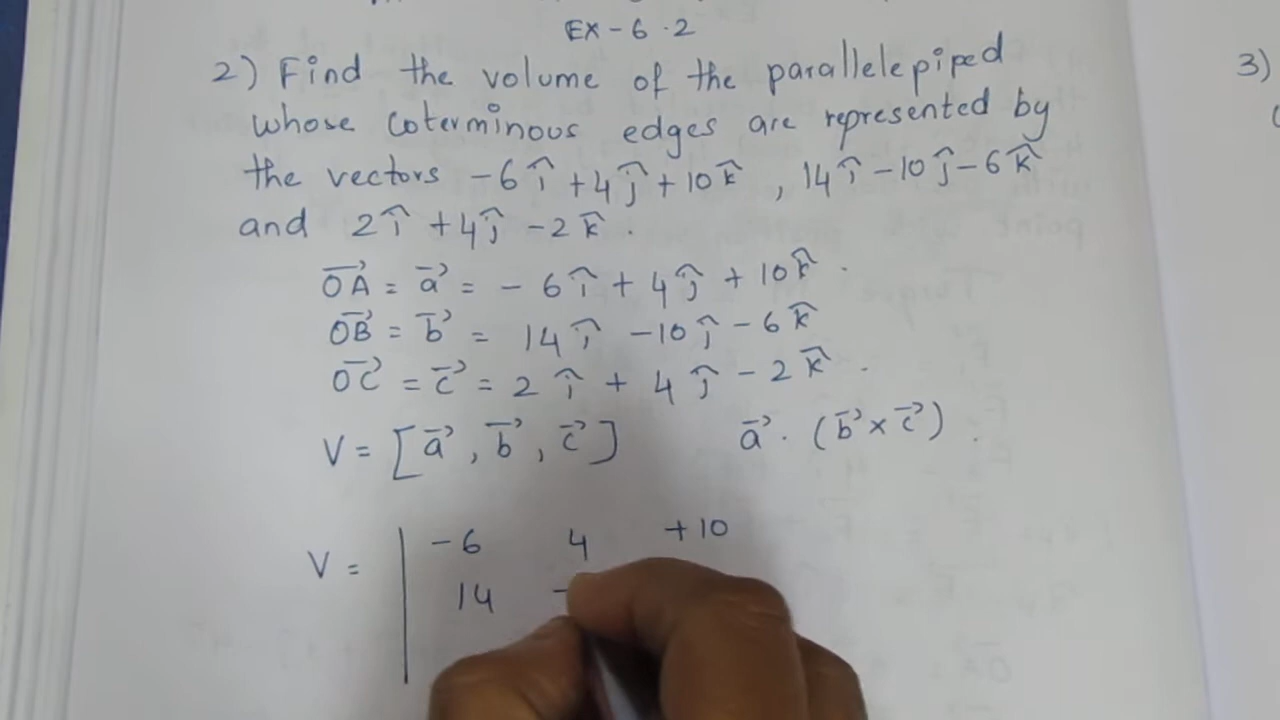 EX - 6.2
2) Find the volume of the parallelepiped
whose coterminous edges are represented by
the vectors -6î + 4ĵ + 10k̂, 14î - 10ĵ - 6k̂
and 2î + 4ĵ - 2k̂.
OA⃗ = a⃗ = - 6î + 4ĵ + 10k̂.
OB⃗ = b⃗ = 14î - 10ĵ - 6k̂
OC⃗ = c⃗ = 2î + 4ĵ - 2k̂.
V = [a⃗, b⃗, c⃗] a⃗ . (b⃗ × c⃗).
V = | -6 4 +10
14 -
3)